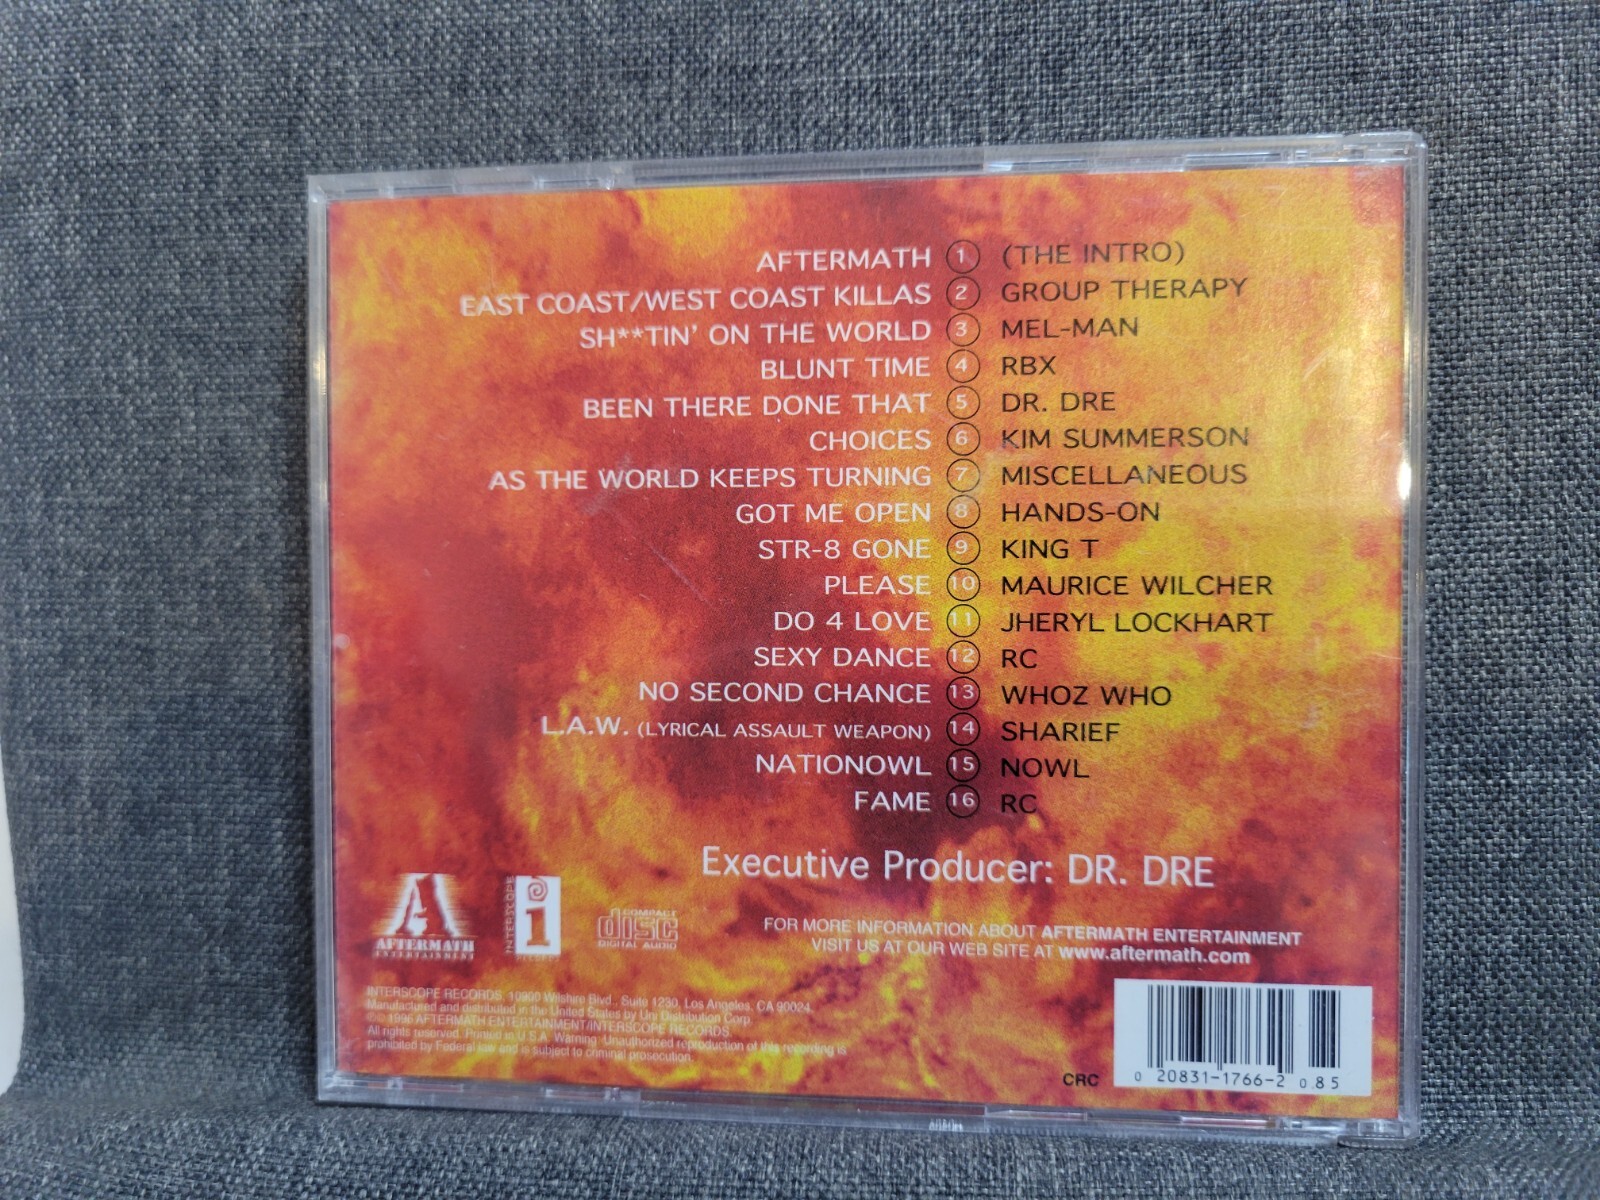 AFTERMATH 1 (THE INTRO)
EAST COAST/WEST COAST KILLAS 2 GROUP THERAPY
SH**TIN' ON THE WORLD 3 MEL-MAN
BLUNT TIME 4 RBX
BEEN THERE DONE THAT 5 DR. DRE
CHOICES 6 KIM SUMMERSON
AS THE WORLD KEEPS TURNING 7 MISCELLANEOUS
GOT ME OPEN 8 HANDS-ON
STR-8 GONE 9 KING T
PLEASE 10 MAURICE WILCHER
DO 4 LOVE 11 JHERYL LOCKHART
SEXY DANCE 12 RC
NO SECOND CHANCE 13 WHOZ WHO
L.A.W. (LYRICAL ASSAULT WEAPON) 14 SHARIEF
NATIONOWL 15 NOWL
FAME 16 RC
Executive Producer: DR. DRE
A
AFTERMATH
ENTERTAINMENT
INTERSCOPE
i
COMPACT
disc
DIGITAL AUDIO
FOR MORE INFORMATION ABOUT AFTERMATH ENTERTAINMENT
VISIT US AT OUR WEB SITE AT www.aftermath.com
INTERSCOPE RECORDS, 10900 Wilshire Blvd., Suite 1230, Los Angeles, CA 90024.
Manufactured and distributed in the United States by Uni Distribution Corp.
℗© 1996 AFTERMATH ENTERTAINMENT/INTERSCOPE RECORDS.
All rights reserved. Printed in U.S.A. Warning: Unauthorized reproduction of this recording is
prohibited by Federal law and is subject to criminal prosecution.
CRC
0 20831-1766-2 0.85